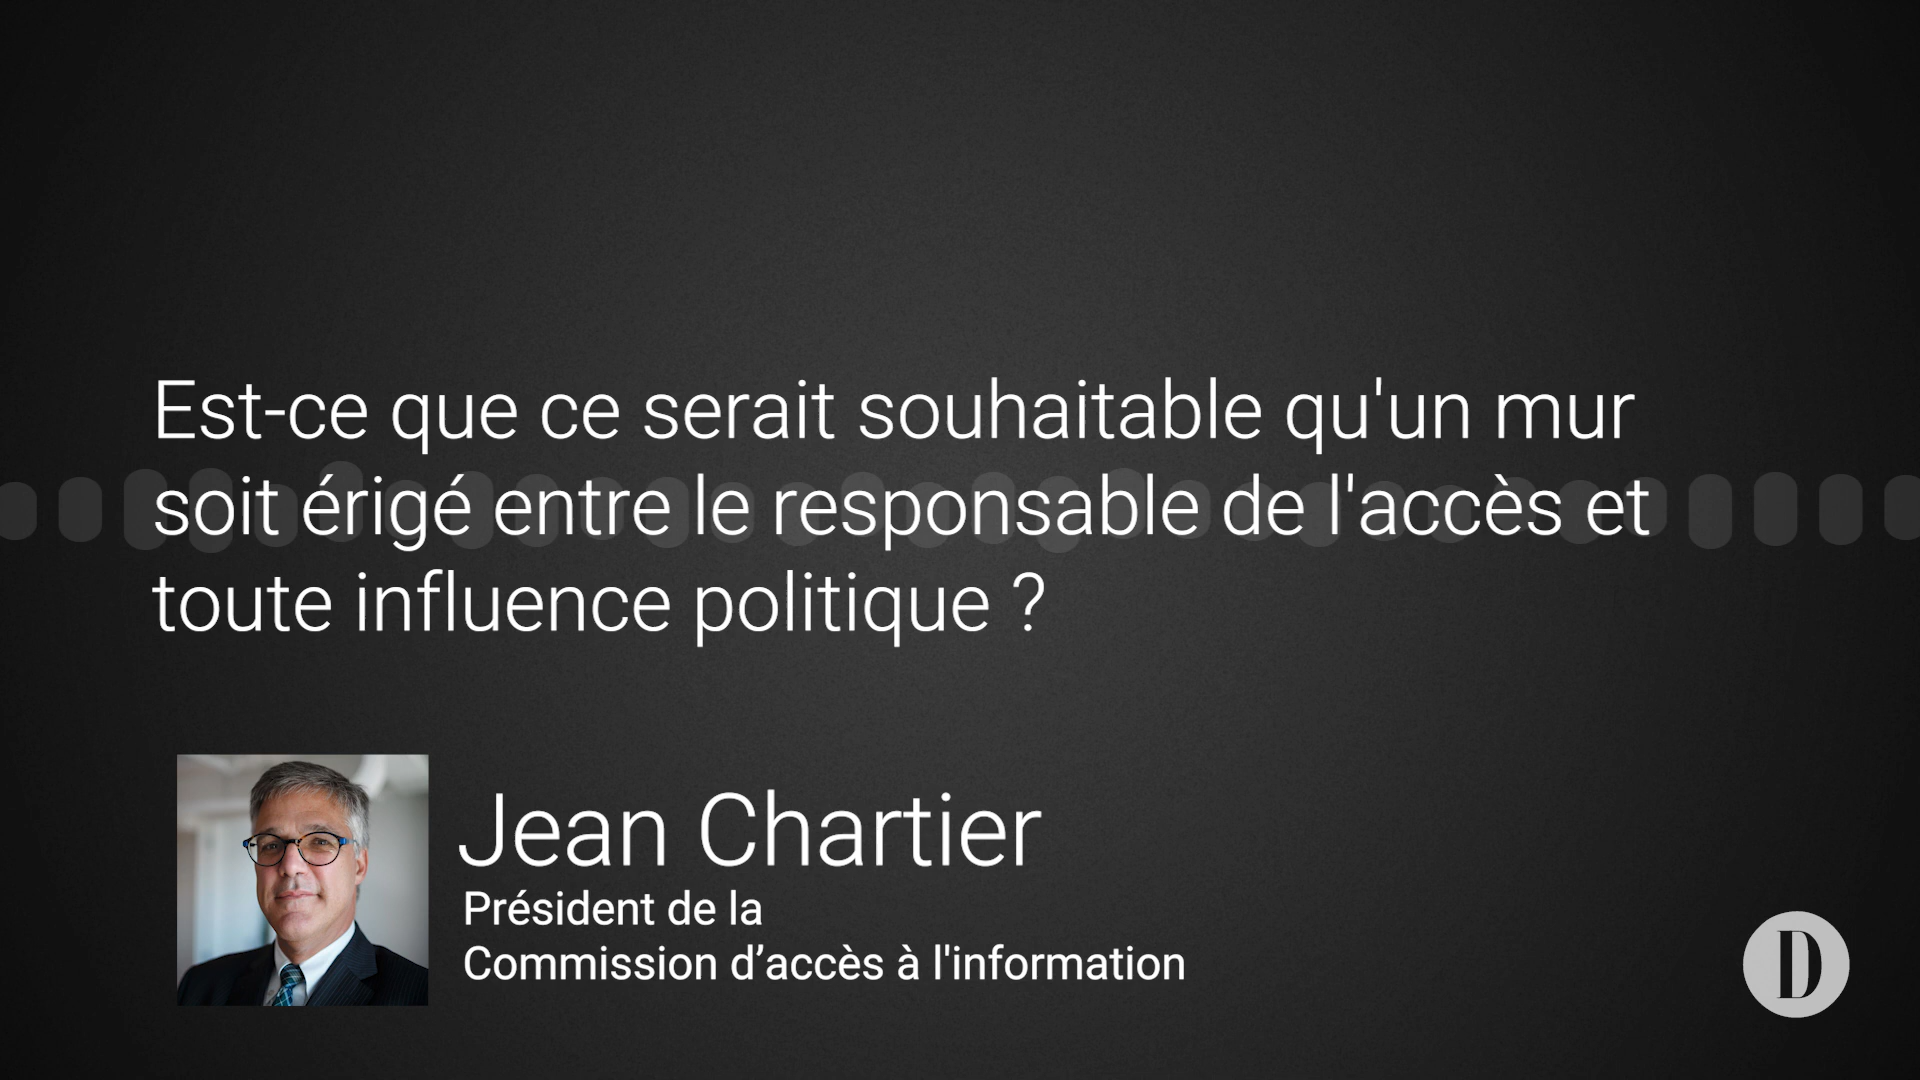 Est-ce que ce serait souhaitable qu'un mur
soit érigé entre le responsable de l'accès et
toute influence politique ?
Jean Chartier
Président de la
Commission d’accès à l'information
D